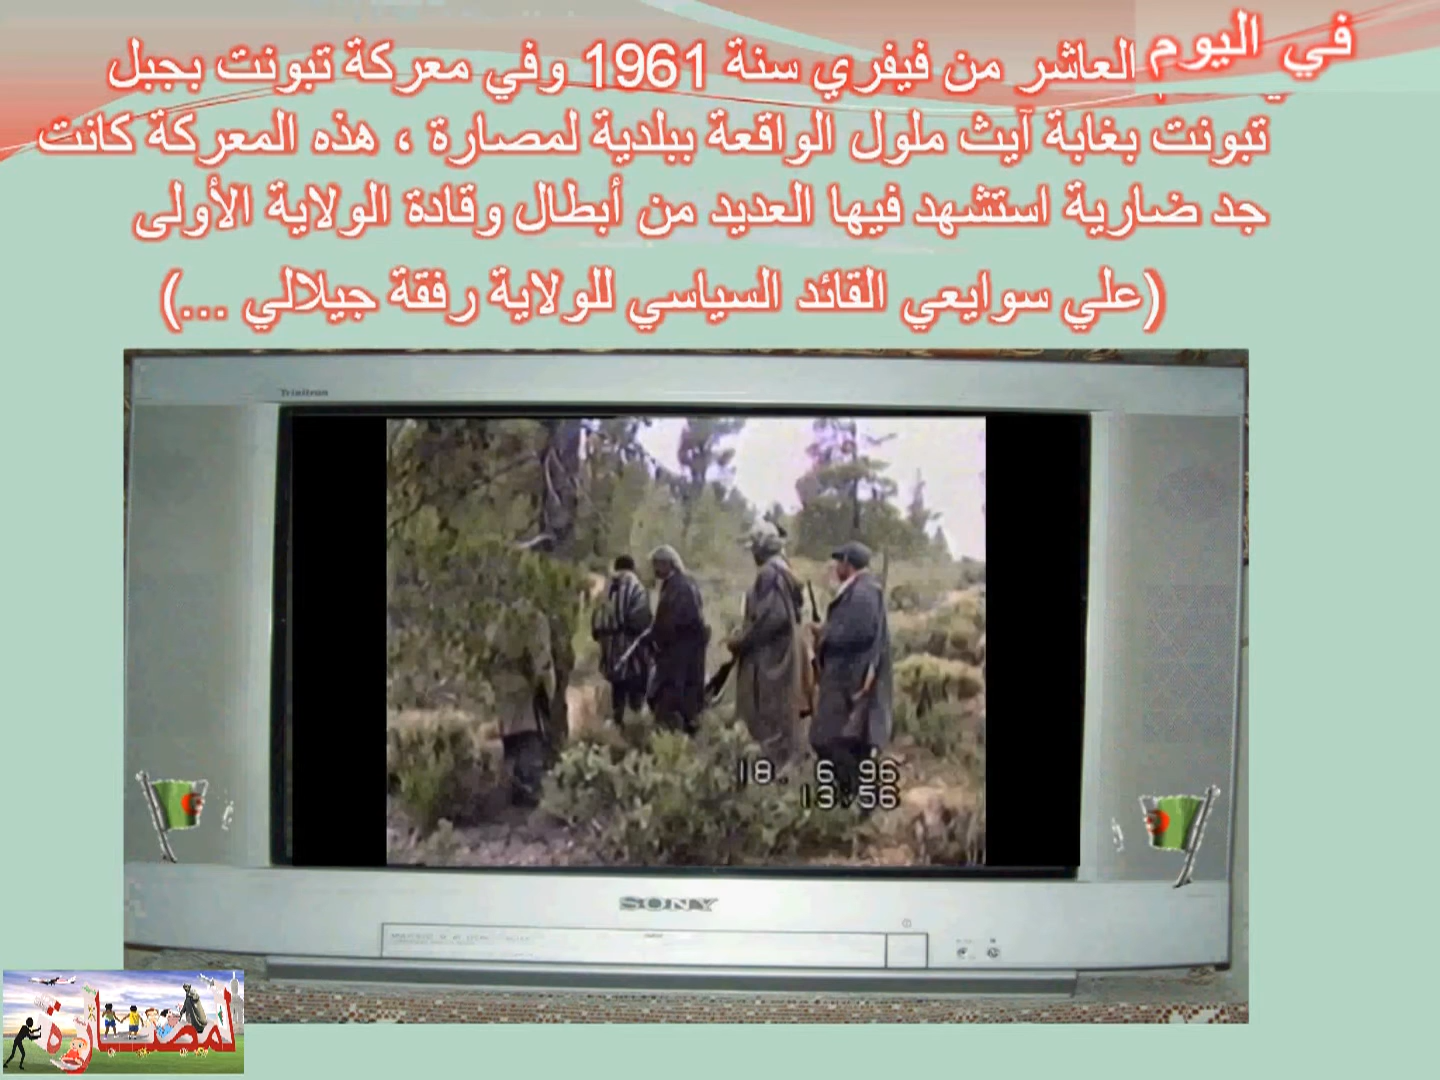 في اليوم العاشر من فيفري سنة 1961 وفي معركة تبونت بجبل
تبونت بغابة آيث ملول الواقعة ببلدية لمصارة ، هذه المعركة كانت
جد ضارية استشهد فيها العديد من أبطال وقادة الولاية الأولى
(علي سوايعي القائد السياسي للولاية رفقة جيلالي ...)
Trinitron
18. 6.96
13:56
SONY
لمصارة